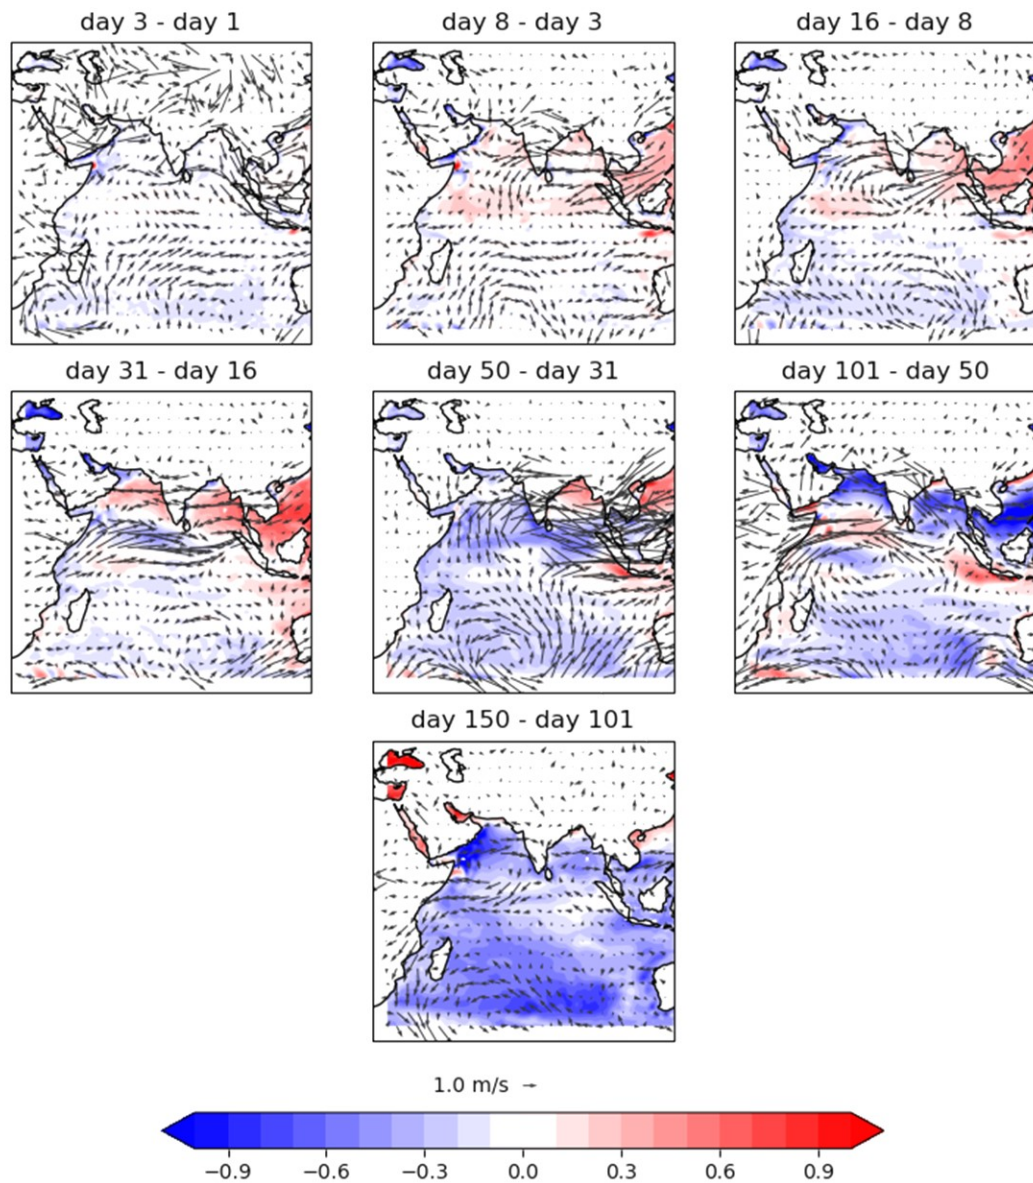 day 3 - day 1
day 8 - day 3
day 16 - day 8
day 31 - day 16
day 50 - day 31
day 101 - day 50
day 150 - day 101
1.0 m/s
−0.9 −0.6 −0.3 0.0 0.3 0.6 0.9